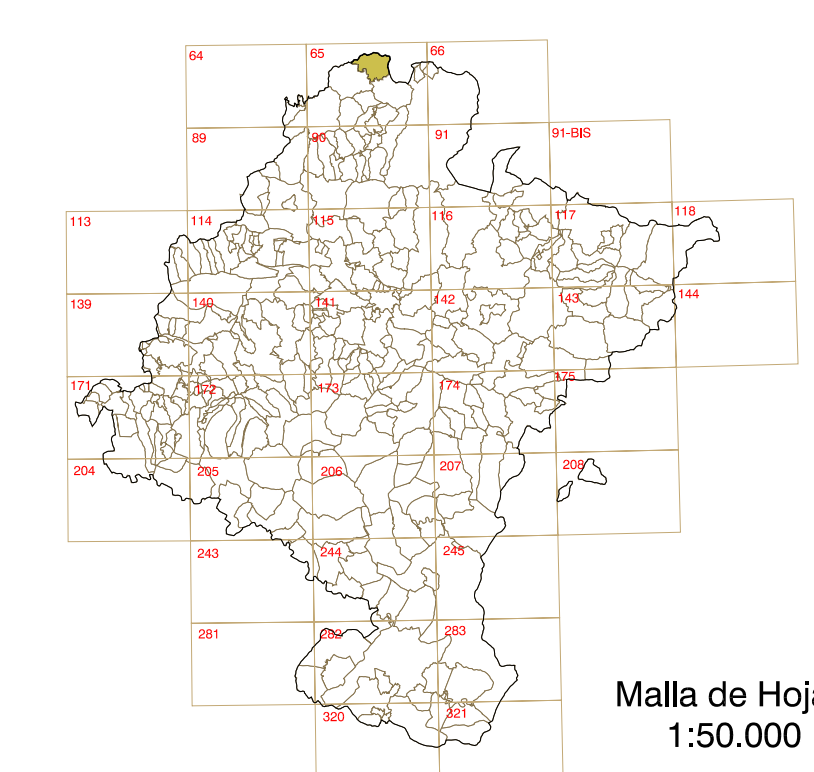 64 65 66
89 90 91 91-BIS
113 114 115 116 117 118
139 140 141 142 143 144
171 172 173 174 175
204 205 206 207 208
243 244 245
281 282 283
320 321
Malla de Hoja
1:50.000